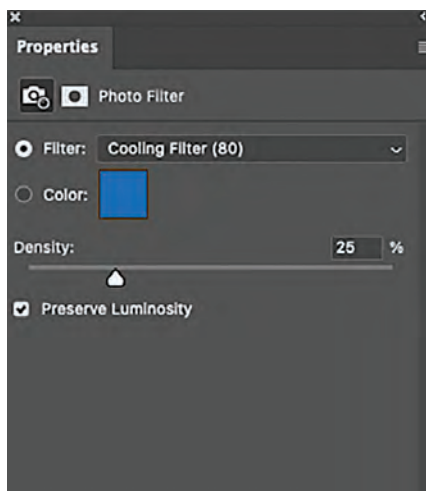 Properties
Photo Filter
Filter: Cooling Filter (80)
Color:
Density: 25 %
Preserve Luminosity